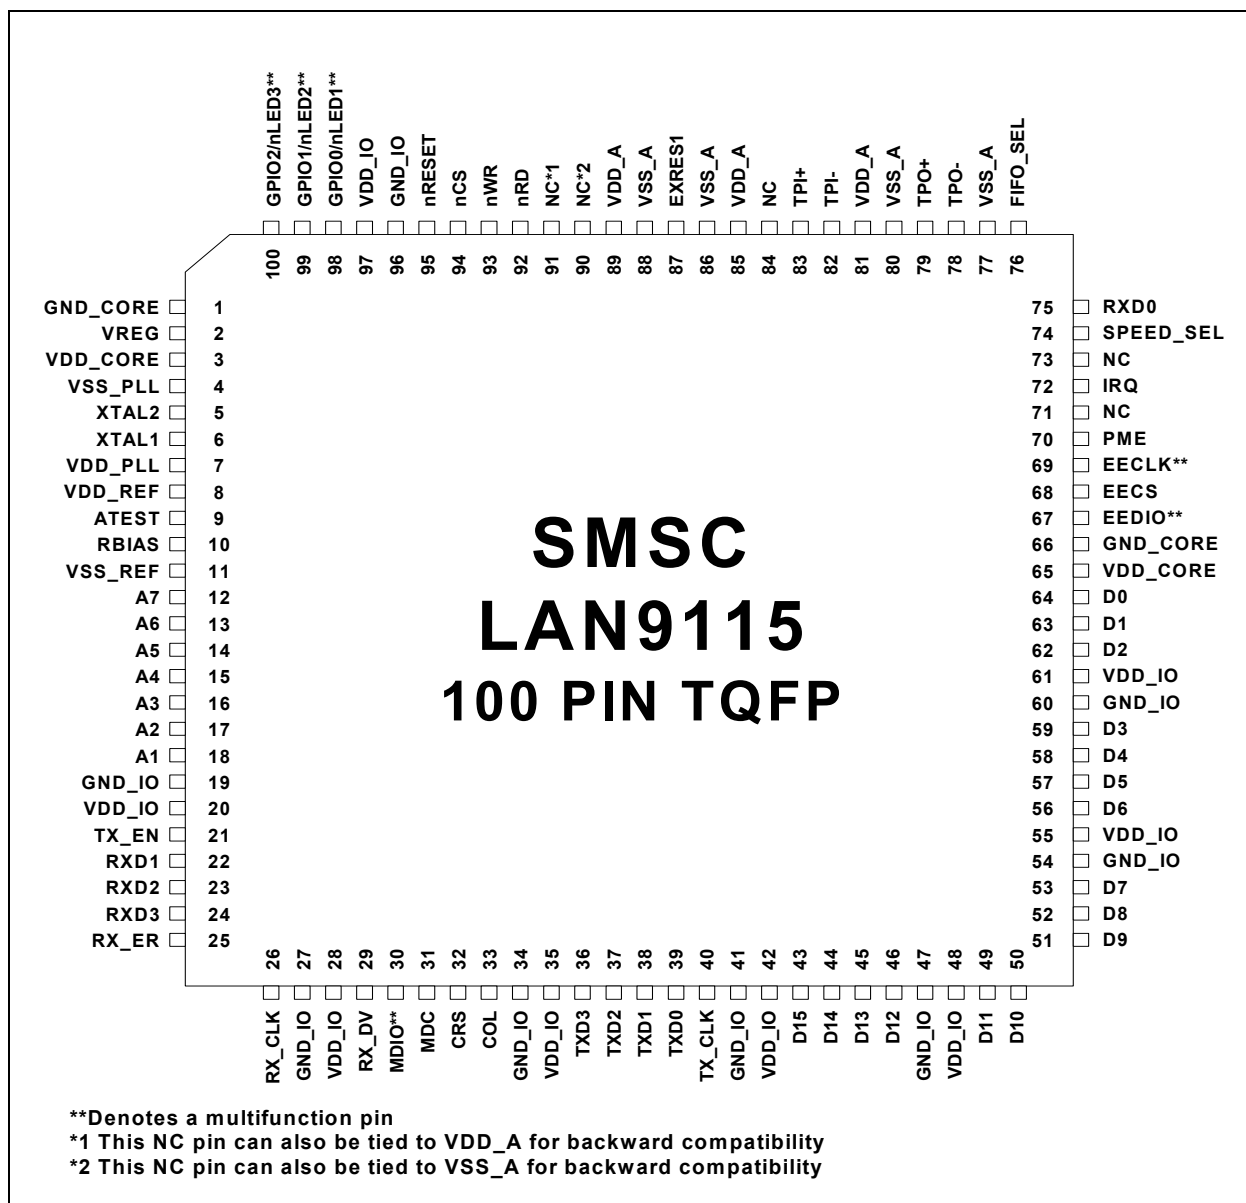 GPIO2/nLED3**
GPIO1/nLED2**
GPIO0/nLED1**
VDD_IO
GND_IO
nRESET
nCS
nWR
nRD
NC*1
NC*2
VDD_A
VSS_A
EXRES1
VSS_A
VDD_A
NC
TPI+
TPI-
VDD_A
VSS_A
TPO+
TPO-
VSS_A
FIFO_SEL
100
99
98
97
96
95
94
93
92
91
90
89
88
87
86
85
84
83
82
81
80
79
78
77
76
GND_CORE 1
VREG 2
VDD_CORE 3
VSS_PLL 4
XTAL2 5
XTAL1 6
VDD_PLL 7
VDD_REF 8
ATEST 9
RBIAS 10
VSS_REF 11
A7 12
A6 13
A5 14
A4 15
A3 16
A2 17
A1 18
GND_IO 19
VDD_IO 20
TX_EN 21
RXD1 22
RXD2 23
RXD3 24
RX_ER 25
SMSC
LAN9115
100 PIN TQFP
75 RXD0
74 SPEED_SEL
73 NC
72 IRQ
71 NC
70 PME
69 EECLK**
68 EECS
67 EEDIO**
66 GND_CORE
65 VDD_CORE
64 D0
63 D1
62 D2
61 VDD_IO
60 GND_IO
59 D3
58 D4
57 D5
56 D6
55 VDD_IO
54 GND_IO
53 D7
52 D8
51 D9
26
27
28
29
30
31
32
33
34
35
36
37
38
39
40
41
42
43
44
45
46
47
48
49
50
RX_CLK
GND_IO
VDD_IO
RX_DV
MDIO**
MDC
CRS
COL
GND_IO
VDD_IO
TXD3
TXD2
TXD1
TXD0
TX_CLK
GND_IO
VDD_IO
D15
D14
D13
D12
GND_IO
VDD_IO
D11
D10
**Denotes a multifunction pin
*1 This NC pin can also be tied to VDD_A for backward compatibility
*2 This NC pin can also be tied to VSS_A for backward compatibility